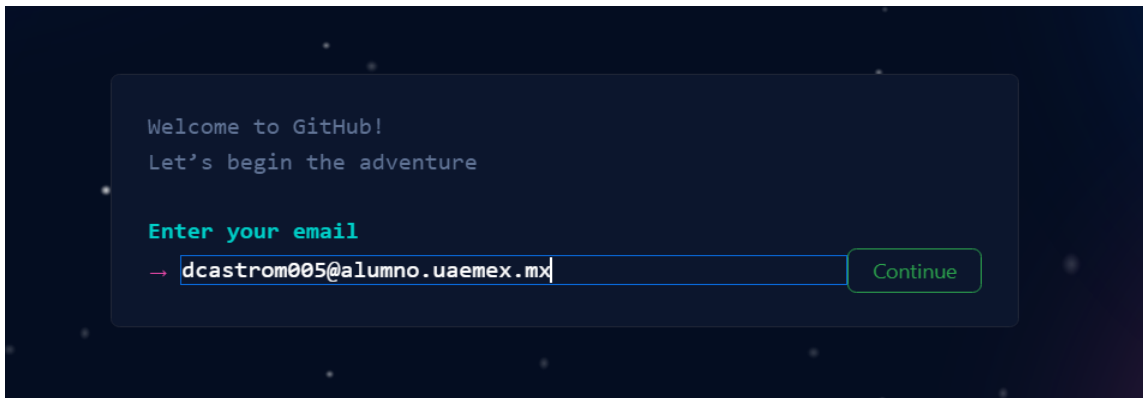 Welcome to GitHub!
Let’s begin the adventure
Enter your email
→ dcastrom005@alumno.uaemex.mx Continue